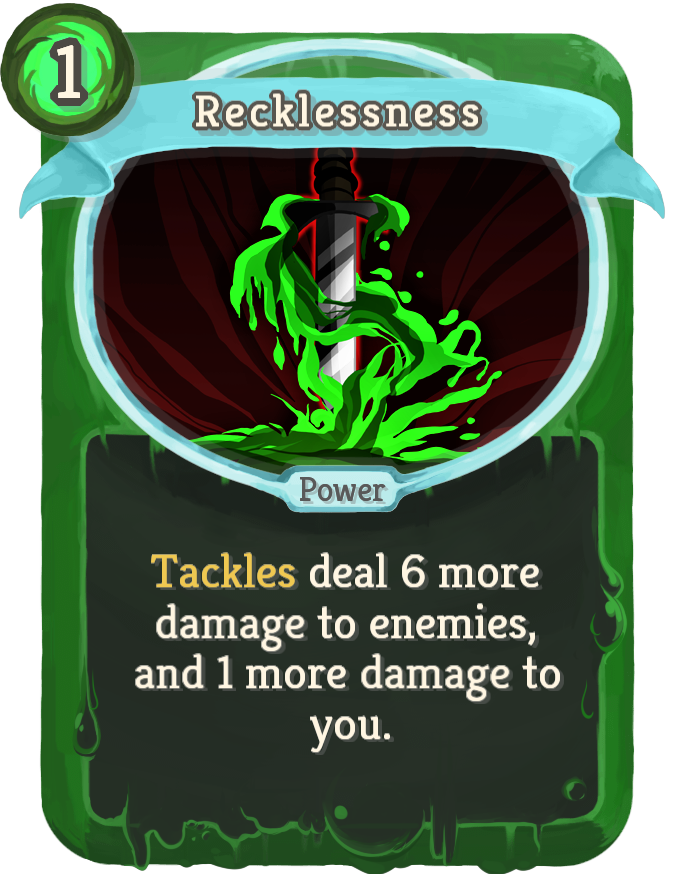 1
Recklessness
Power
Tackles deal 6 more
damage to enemies,
and 1 more damage to
you.